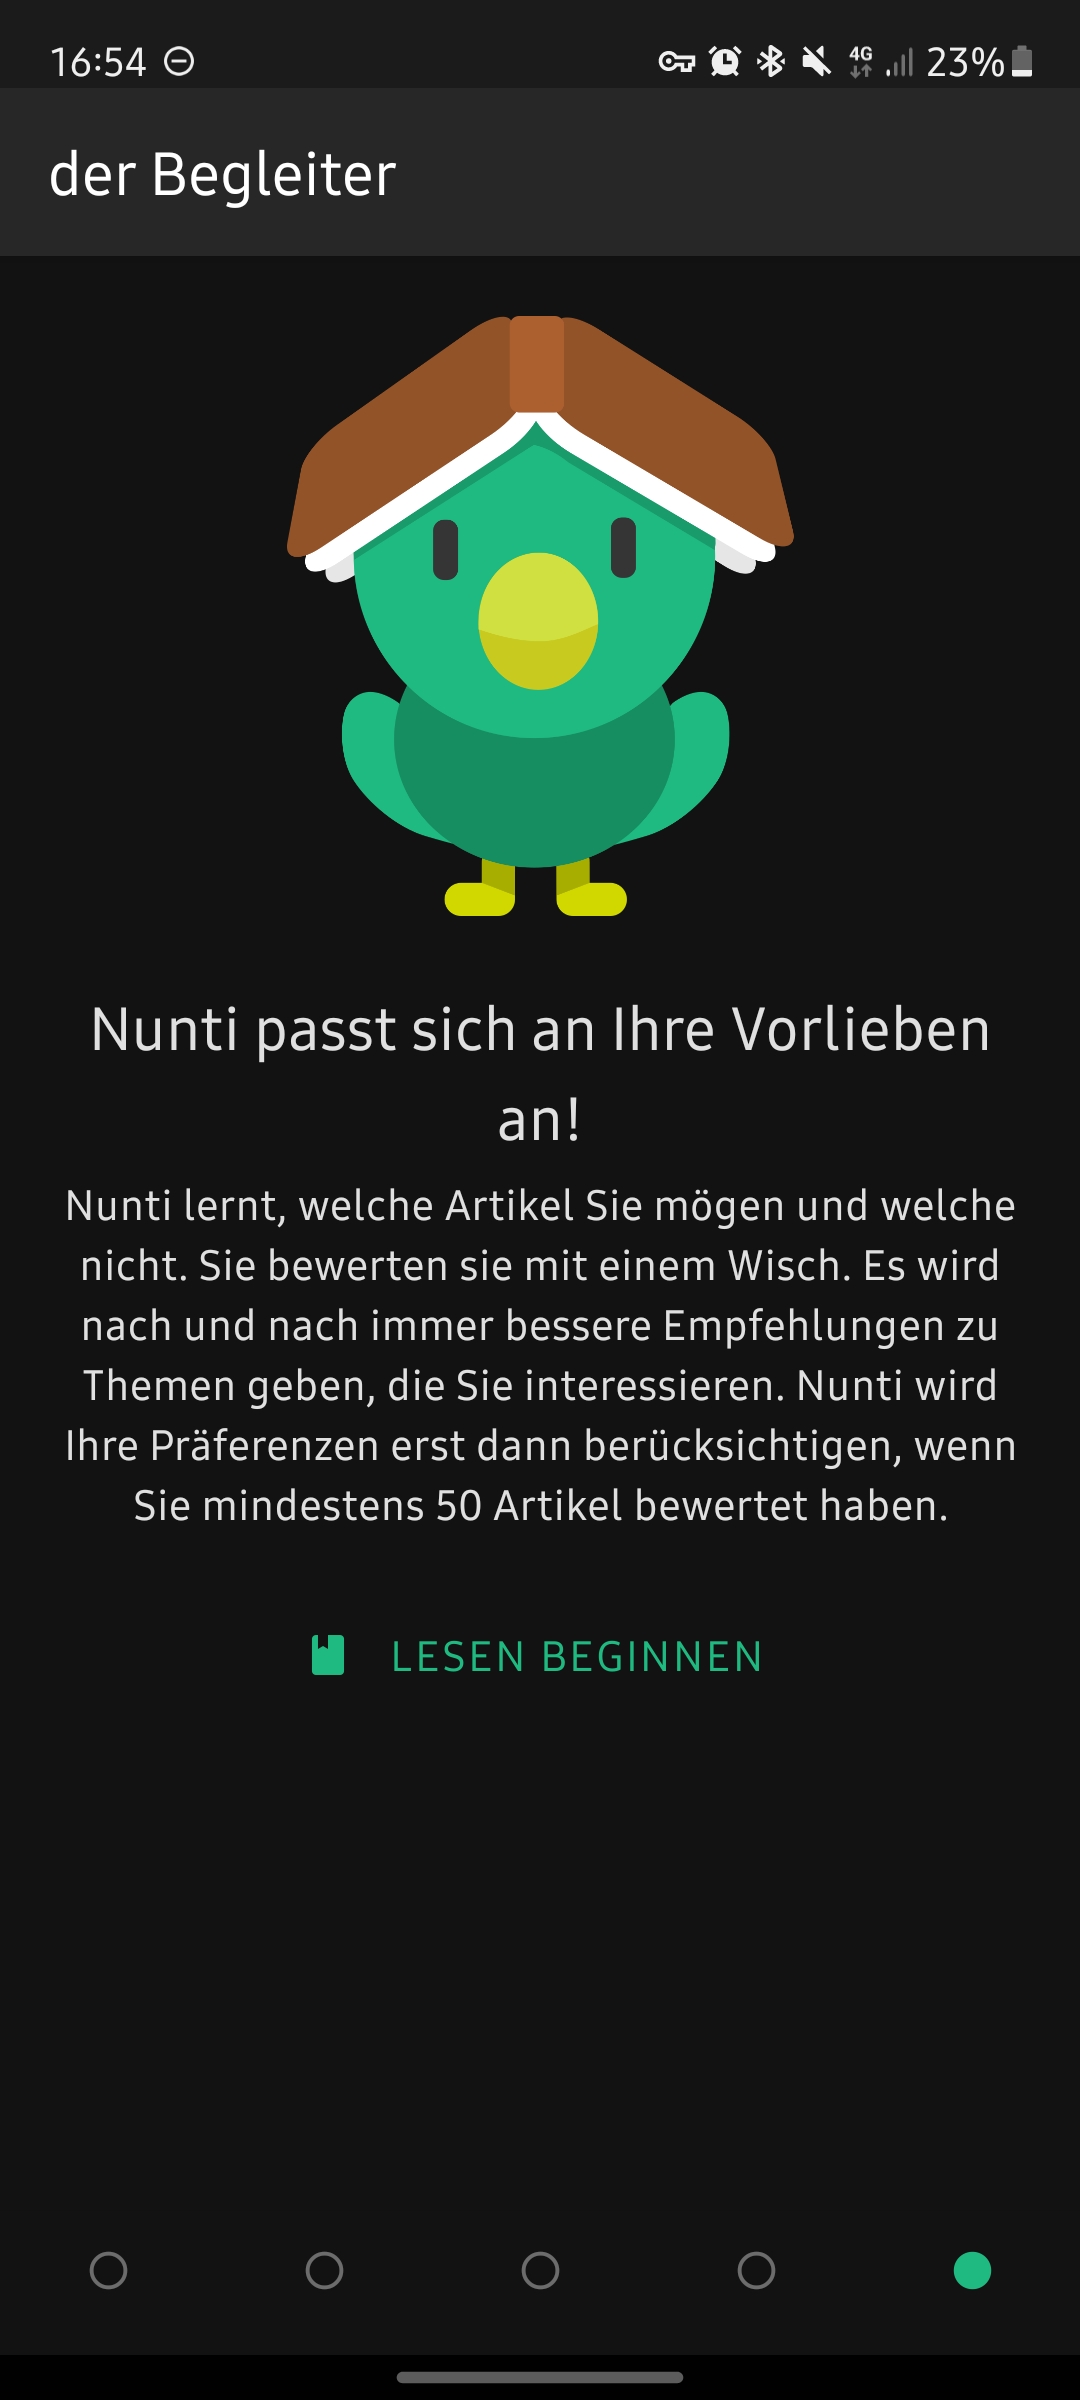 16:54
4G 23%
der Begleiter
Nunti passt sich an Ihre Vorlieben
an!
Nunti lernt, welche Artikel Sie mögen und welche
nicht. Sie bewerten sie mit einem Wisch. Es wird
nach und nach immer bessere Empfehlungen zu
Themen geben, die Sie interessieren. Nunti wird
Ihre Präferenzen erst dann berücksichtigen, wenn
Sie mindestens 50 Artikel bewertet haben.
LESEN BEGINNEN